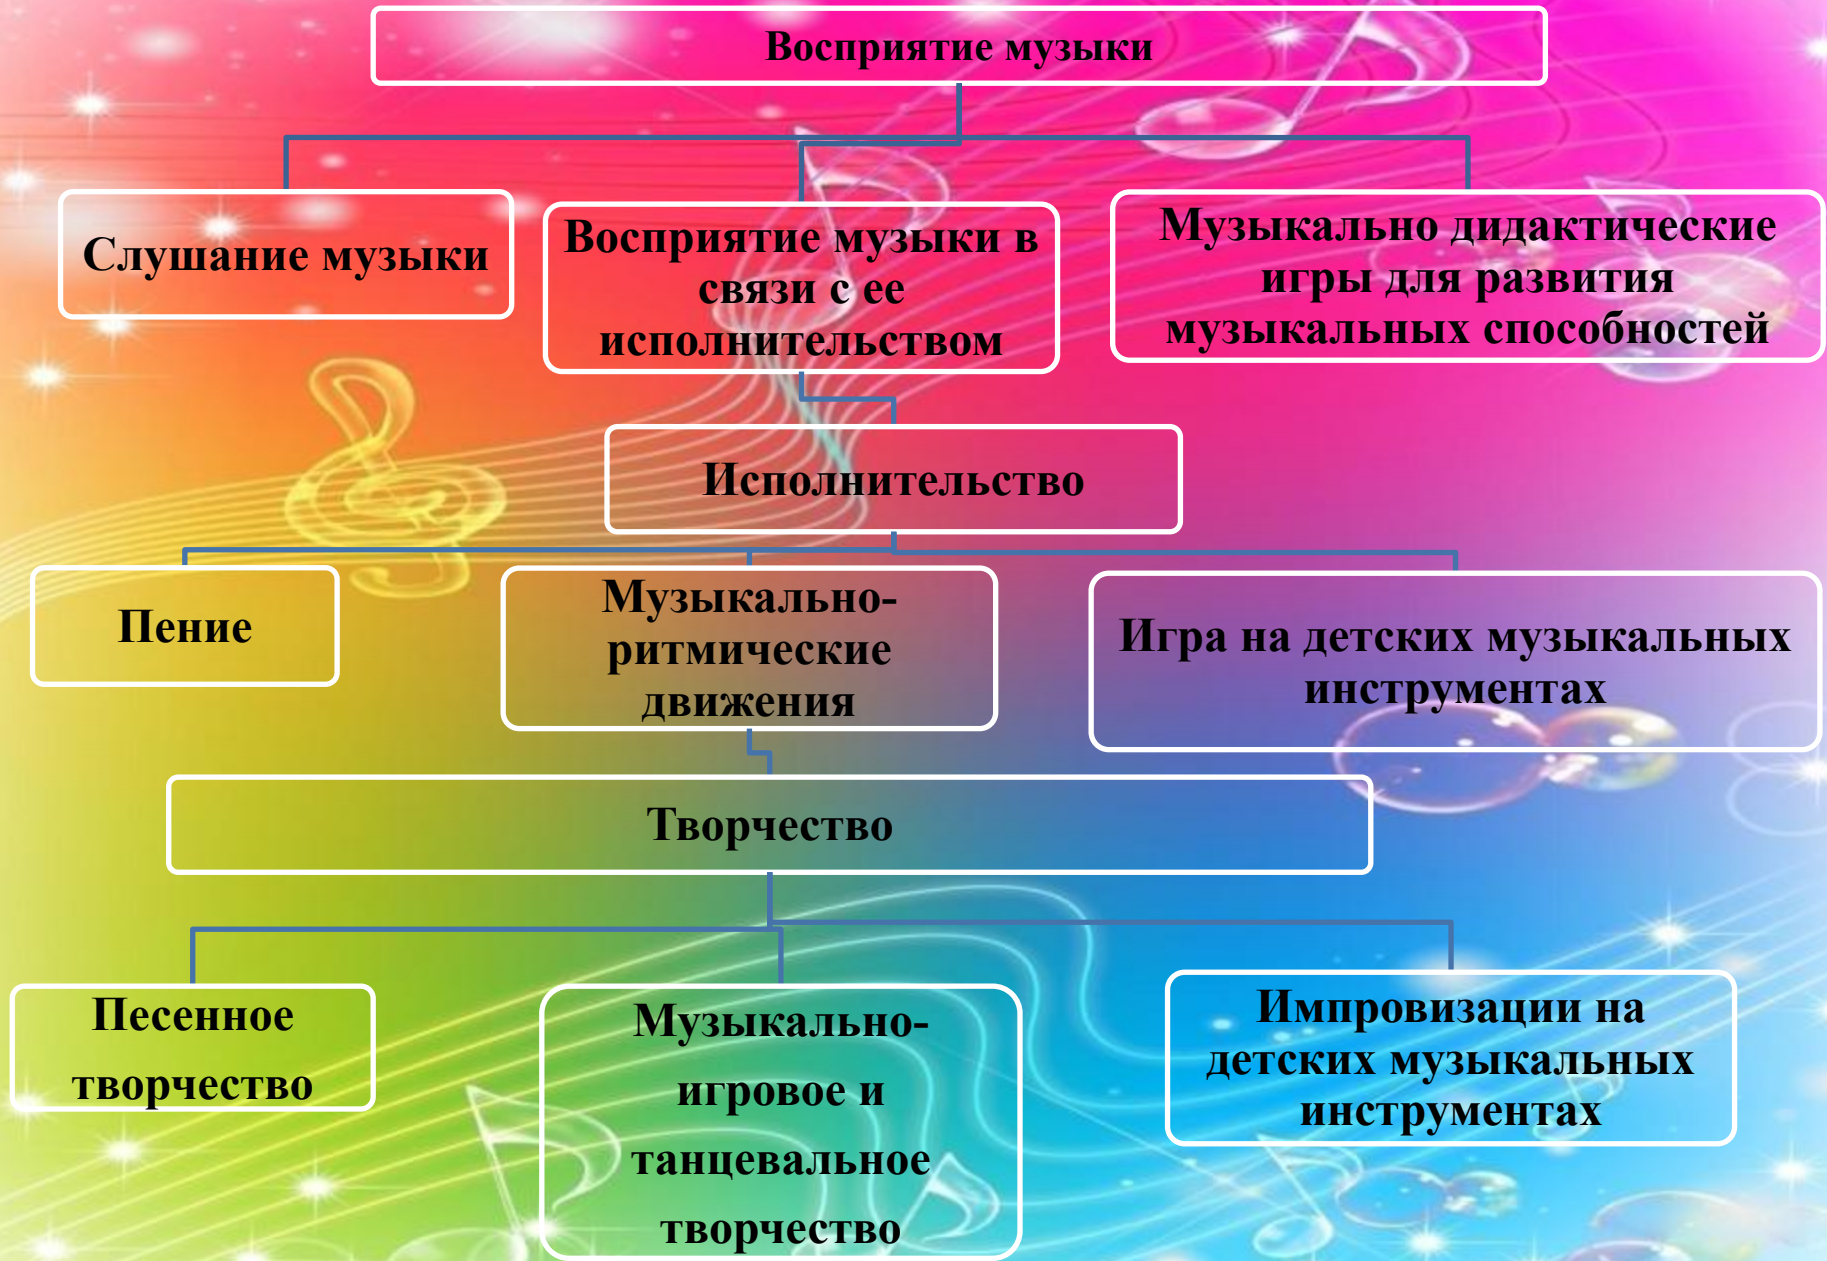 Восприятие музыки
Слушание музыки
Восприятие музыки в
связи с ее
исполнительством
Музыкально дидактические
игры для развития
музыкальных способностей
Исполнительство
Пение
Музыкально-
ритмические
движения
Игра на детских музыкальных
инструментах
Творчество
Песенное
творчество
Музыкально-
игровое и
танцевальное
творчество
Импровизации на
детских музыкальных
инструментах